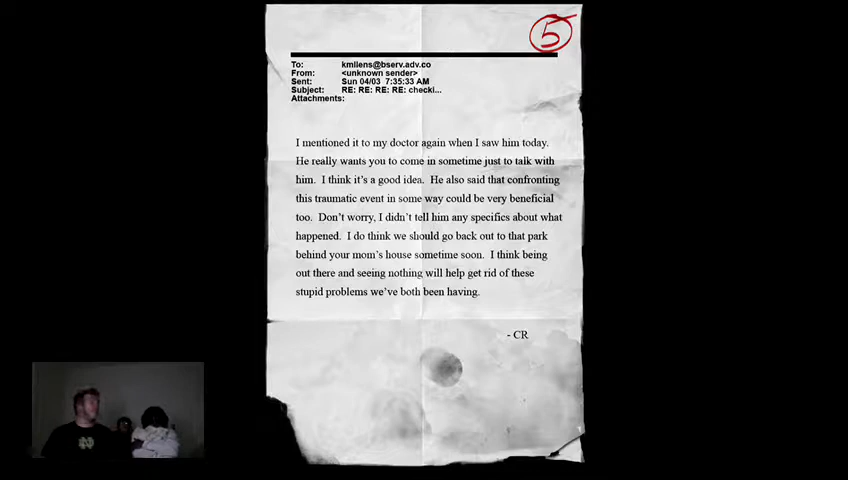 5
To: kmilens@bserv.adv.co
From: <unknown sender>
Sent: Sun 04/03 7:35:33 AM
Subject: RE: RE: RE: RE: checki...
Attachments:
I mentioned it to my doctor again when I saw him today.
He really wants you to come in sometime just to talk with
him. I think it's a good idea. He also said that confronting
this traumatic event in some way could be very beneficial
too. Don't worry, I didn't tell him any specifics about what
happened. I do think we should go back out to that park
behind your mom's house sometime soon. I think being
out there and seeing nothing will help get rid of these
stupid problems we've both been having.
- CR